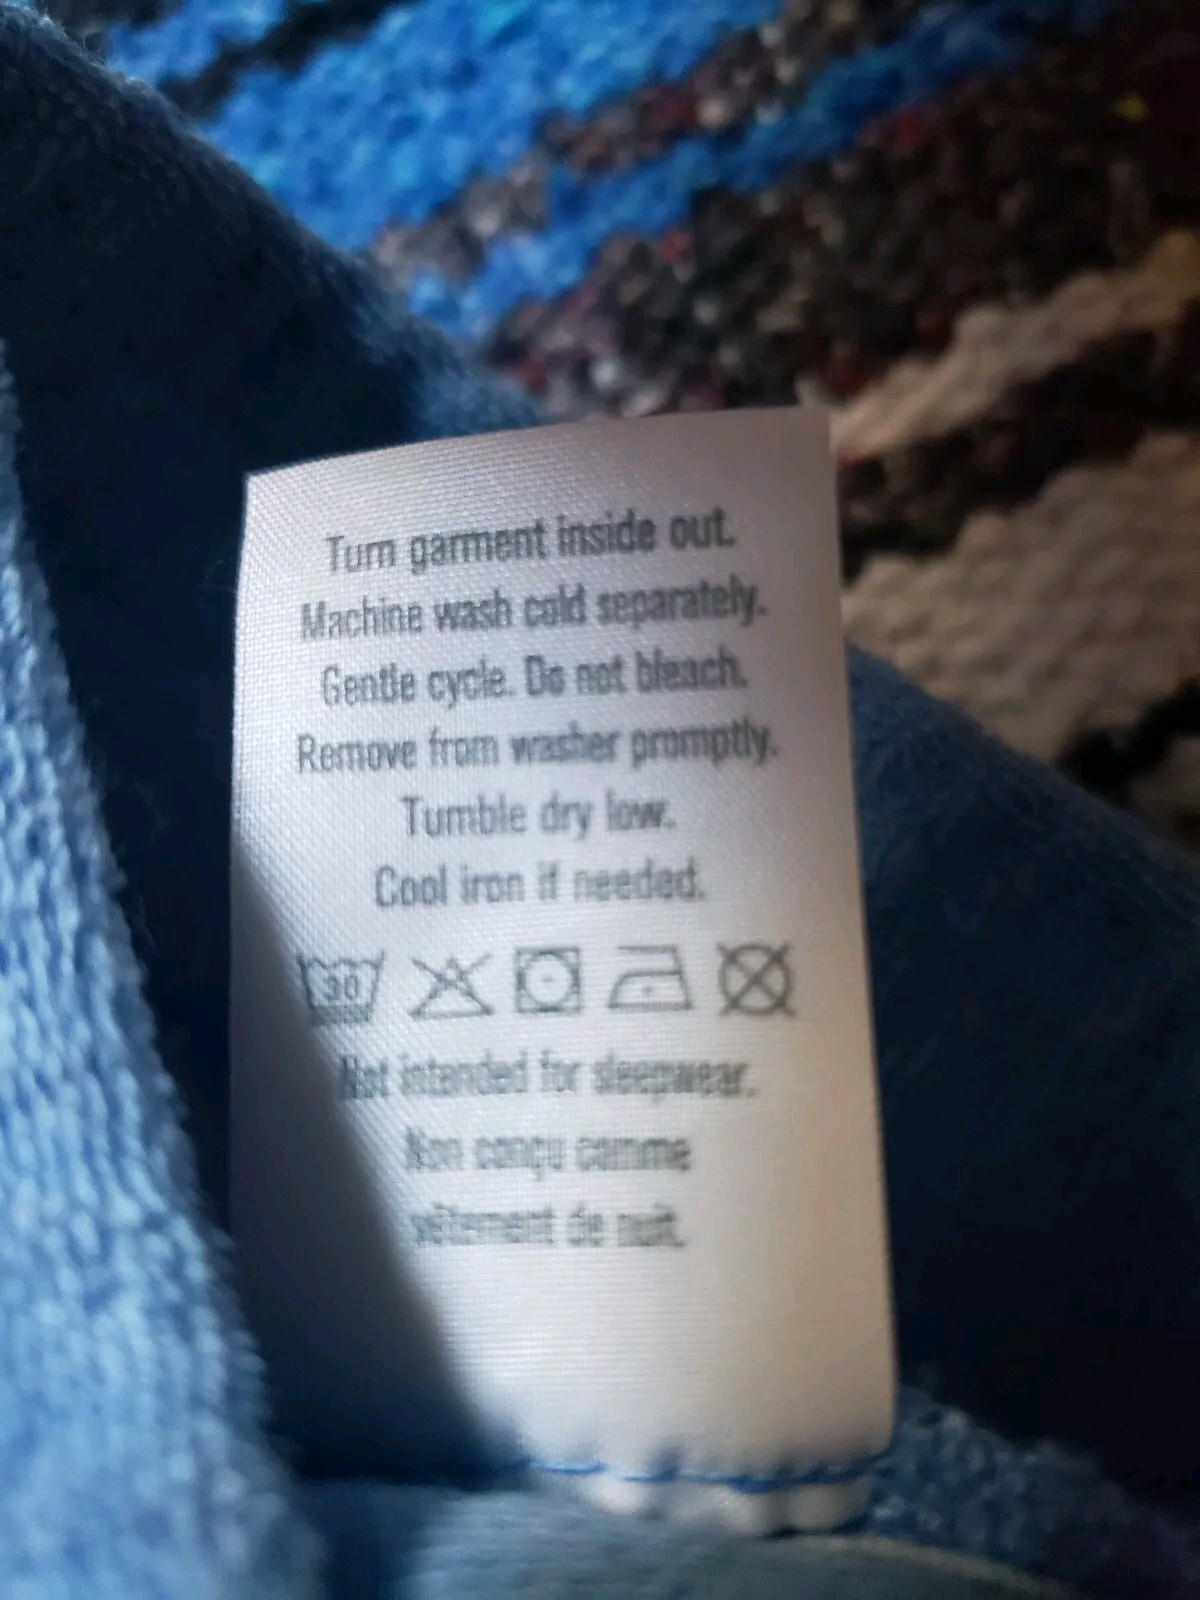 Turn garment inside out.
Machine wash cold separately.
Gentle cycle. Do not bleach.
Remove from washer promptly.
Tumble dry low.
Cool iron if needed.
30
Not intended for sleepwear.
Non conçu comme
vêtement de nuit.